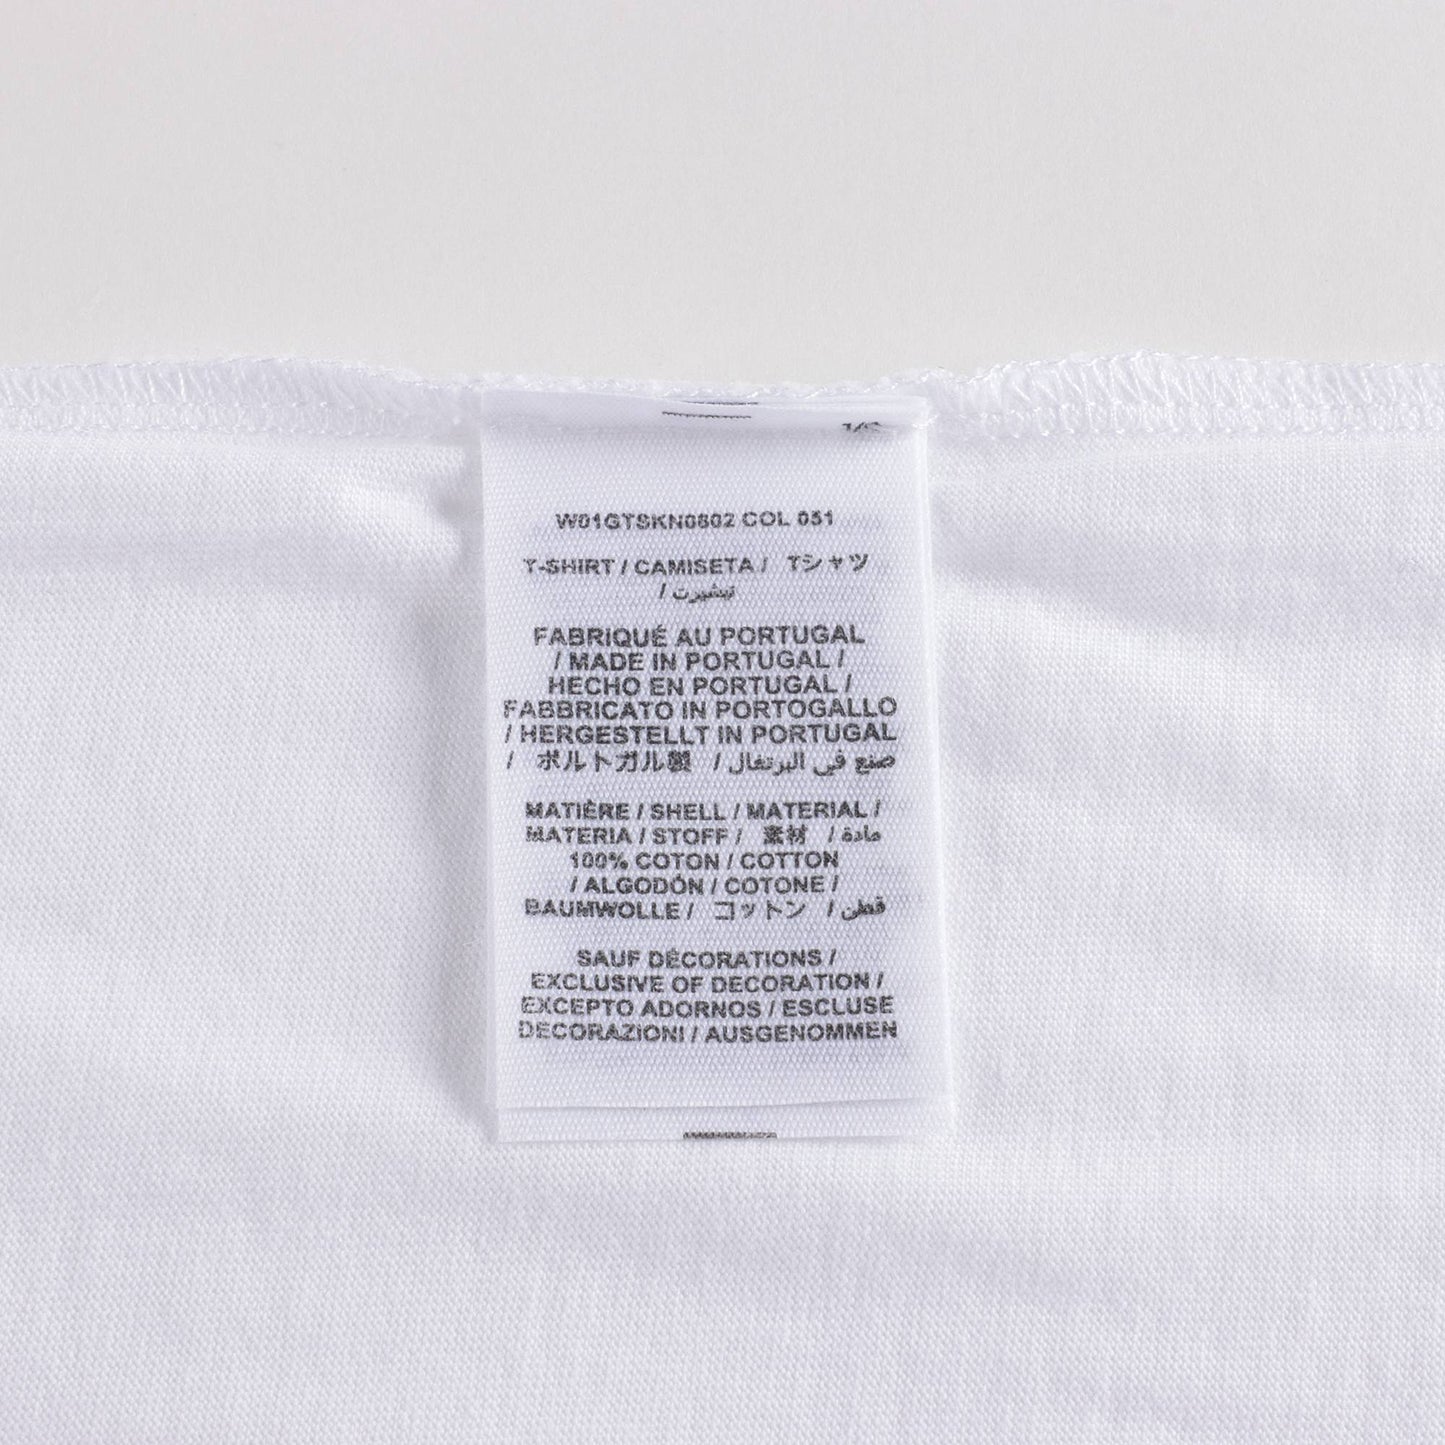 W01GTSKN0802 COL 051
T-SHIRT / CAMISETA / Tシャツ
/ تيشيرت
FABRIQUÉ AU PORTUGAL
/ MADE IN PORTUGAL /
HECHO EN PORTUGAL /
FABBRICATO IN PORTOGALLO
/ HERGESTELLT IN PORTUGAL
/ ポルトガル製 / صنع في البرتغال
MATIÈRE / SHELL / MATERIAL /
MATERIA / STOFF / 素材 / مادة
100% COTON / COTTON
/ ALGODÓN / COTONE /
BAUMWOLLE / コットン / قطن
SAUF DÉCORATIONS /
EXCLUSIVE OF DECORATION /
EXCEPTO ADORNOS / ESCLUSE
DECORAZIONI / AUSGENOMMEN